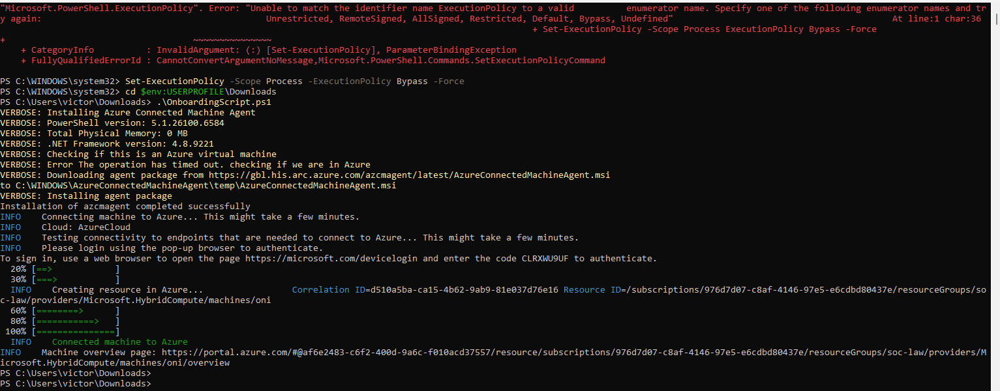 "Microsoft.PowerShell.ExecutionPolicy". Error: "Unable to match the identifier name ExecutionPolicy to a valid          enumerator name. Specify one of the following enumerator names and tr
y again:                                           Unrestricted, RemoteSigned, AllSigned, Restricted, Default, Bypass, Undefined"                                          At line:1 char:36
+ Set-ExecutionPolicy -Scope Process ExecutionPolicy Bypass -Force
+                                    ~~~~~~~~~~~~~~~
    + CategoryInfo          : InvalidArgument: (:) [Set-ExecutionPolicy], ParameterBindingException
    + FullyQualifiedErrorId : CannotConvertArgumentNoMessage,Microsoft.PowerShell.Commands.SetExecutionPolicyCommand
PS C:\WINDOWS\system32> Set-ExecutionPolicy -Scope Process -ExecutionPolicy Bypass -Force
PS C:\WINDOWS\system32> cd $env:USERPROFILE\Downloads
PS C:\Users\victor\Downloads> .\OnboardingScript.ps1
VERBOSE: Installing Azure Connected Machine Agent
VERBOSE: PowerShell version: 5.1.26100.6584
VERBOSE: Total Physical Memory: 0 MB
VERBOSE: .NET Framework version: 4.8.9221
VERBOSE: Checking if this is an Azure virtual machine
VERBOSE: Error The operation has timed out. checking if we are in Azure
VERBOSE: Downloading agent package from https://gbl.his.arc.azure.com/azcmagent/latest/AzureConnectedMachineAgent.msi
to C:\WINDOWS\AzureConnectedMachineAgent\temp\AzureConnectedMachineAgent.msi
VERBOSE: Installing agent package
Installation of azcmagent completed successfully
INFO    Connecting machine to Azure... This might take a few minutes.
INFO    Cloud: AzureCloud
INFO    Testing connectivity to endpoints that are needed to connect to Azure... This might take a few minutes.
INFO    Please login using the pop-up browser to authenticate.
To sign in, use a web browser to open the page https://microsoft.com/devicelogin and enter the code CLRXWU9UF to authenticate.
  20% [==>            ]
  30% [===>           ]
  INFO    Creating resource in Azure...                 Correlation ID=d510a5ba-ca15-4b62-9ab9-81e037d76e16 Resource ID=/subscriptions/976d7d07-c8af-4146-97e5-e6cdbd80437e/resourceGroups/so
c-law/providers/Microsoft.HybridCompute/machines/oni
  60% [========>      ]
  80% [===========>   ]
 100% [===============]
  INFO    Connected machine to Azure
INFO    Machine overview page: https://portal.azure.com/#@af6e2483-c6f2-400d-9a6c-f010acd37557/resource/subscriptions/976d7d07-c8af-4146-97e5-e6cdbd80437e/resourceGroups/soc-law/providers/M
icrosoft.HybridCompute/machines/oni/overview
PS C:\Users\victor\Downloads>
PS C:\Users\victor\Downloads>